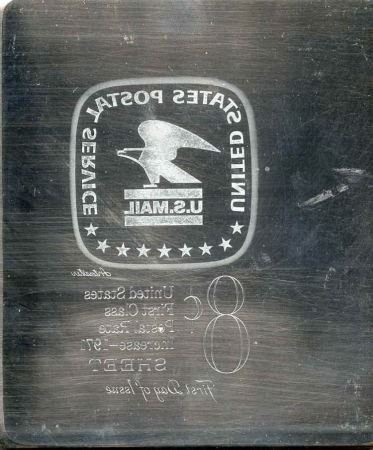 UNITED STATES POSTAL SERVICE
U.S.MAIL
Artmaster
8c
United States
First Class
Postal Rate
Increase—1971
SHEET
First Day of Issue